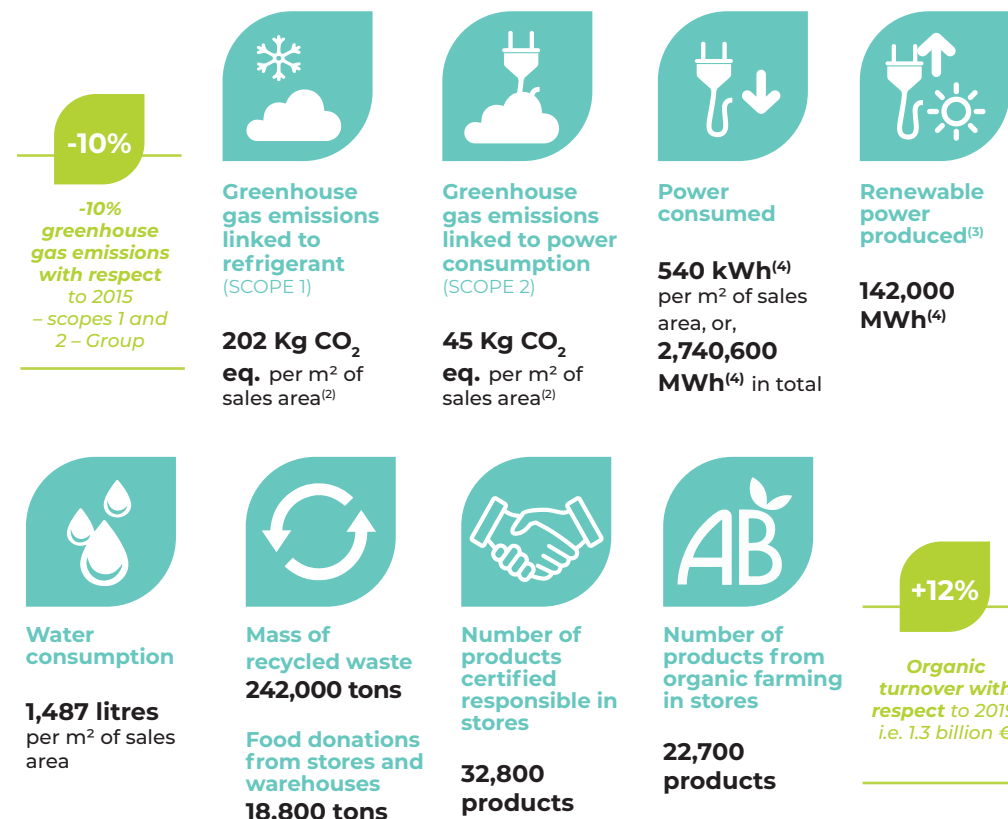 -10%
-10%
greenhouse
gas emissions
with respect
to 2015
– scopes 1 and
2 – Group
Greenhouse
gas emissions
linked to
refrigerant
(SCOPE 1)
202 Kg CO₂
eq. per m² of
sales area⁽²⁾
Greenhouse
gas emissions
linked to power
consumption
(SCOPE 2)
45 Kg CO₂
eq. per m² of
sales area⁽²⁾
Power
consumed
540 kWh⁽⁴⁾
per m² of sales
area, or,
2,740,600
MWh⁽⁴⁾ in total
Renewable
power
produced⁽³⁾
142,000
MWh⁽⁴⁾
Water
consumption
1,487 litres
per m² of sales
area
Mass of
recycled waste
242,000 tons
Food donations
from stores and
warehouses
18,800 tons
Number of
products
certified
responsible in
stores
32,800
products
AB
Number of
products from
organic farming
in stores
22,700
products
+12%
Organic
turnover with
respect to 2019
i.e. 1.3 billion €